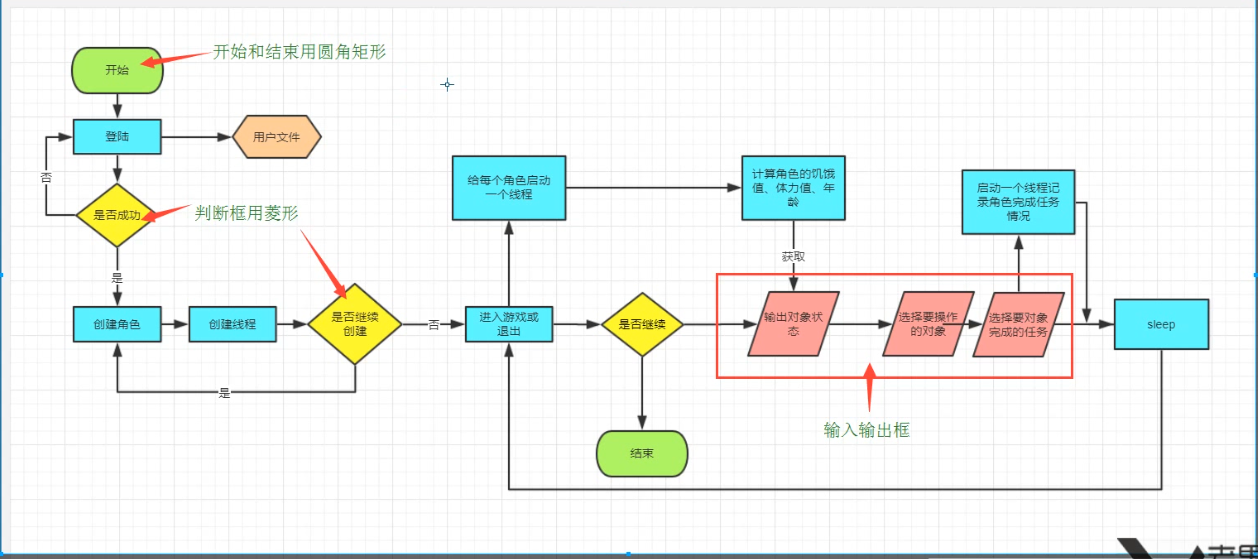 开始
开始和结束用圆角矩形
登陆
用户文件
否
是否成功
判断框用菱形
是
创建角色
创建线程
是否继续
创建
是
否
给每个角色启动
一个线程
进入游戏或
退出
是否继续
结束
计算角色的饥饿
值、体力值、年
龄
获取
输出对象状
态
选择要操作
的对象
选择要对象
完成的任务
启动一个线程记
录角色完成任务
情况
输入输出框
sleep